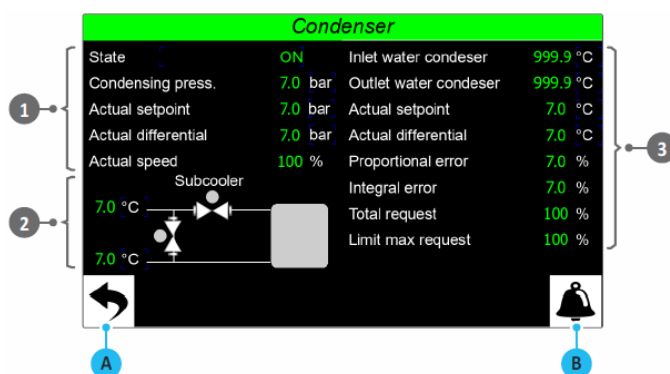 Condenser
State ON
Condensing press. 7.0 bar
Actual setpoint 7.0 bar
Actual differential 7.0 bar
Actual speed 100 %
Subcooler
7.0 °C
7.0 °C
Inlet water condeser 999.9 °C
Outlet water condeser 999.9 °C
Actual setpoint 7.0 °C
Actual differential 7.0 °C
Proportional error 7.0 %
Integral error 7.0 %
Total request 100 %
Limit max request 100 %
1
2
3
A
B